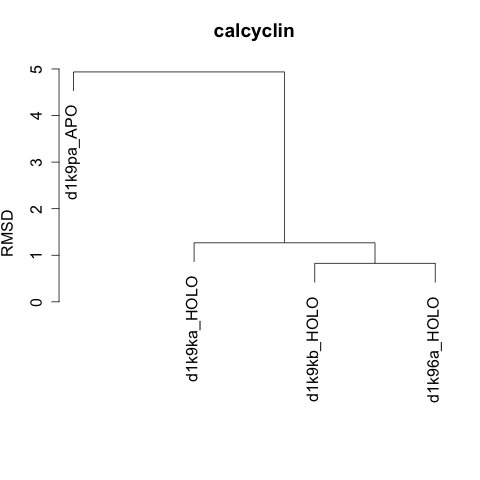 calcyclin
RMSD
5
4
3
2
1
0
d1k9pa_APO
d1k9ka_HOLO
d1k9kb_HOLO
d1k96a_HOLO